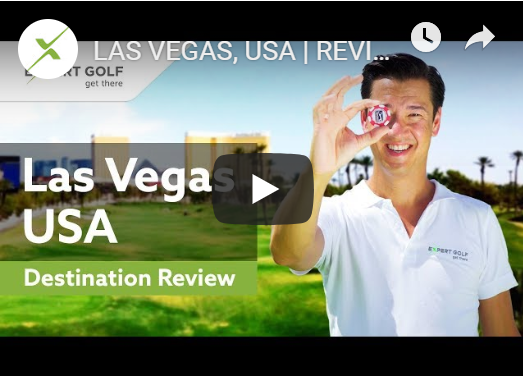 LAS VEGAS, USA | REVI...
EXPERT GOLF
get there
Las Vegas
USA
Destination Review
EXPERT GOLF
get there